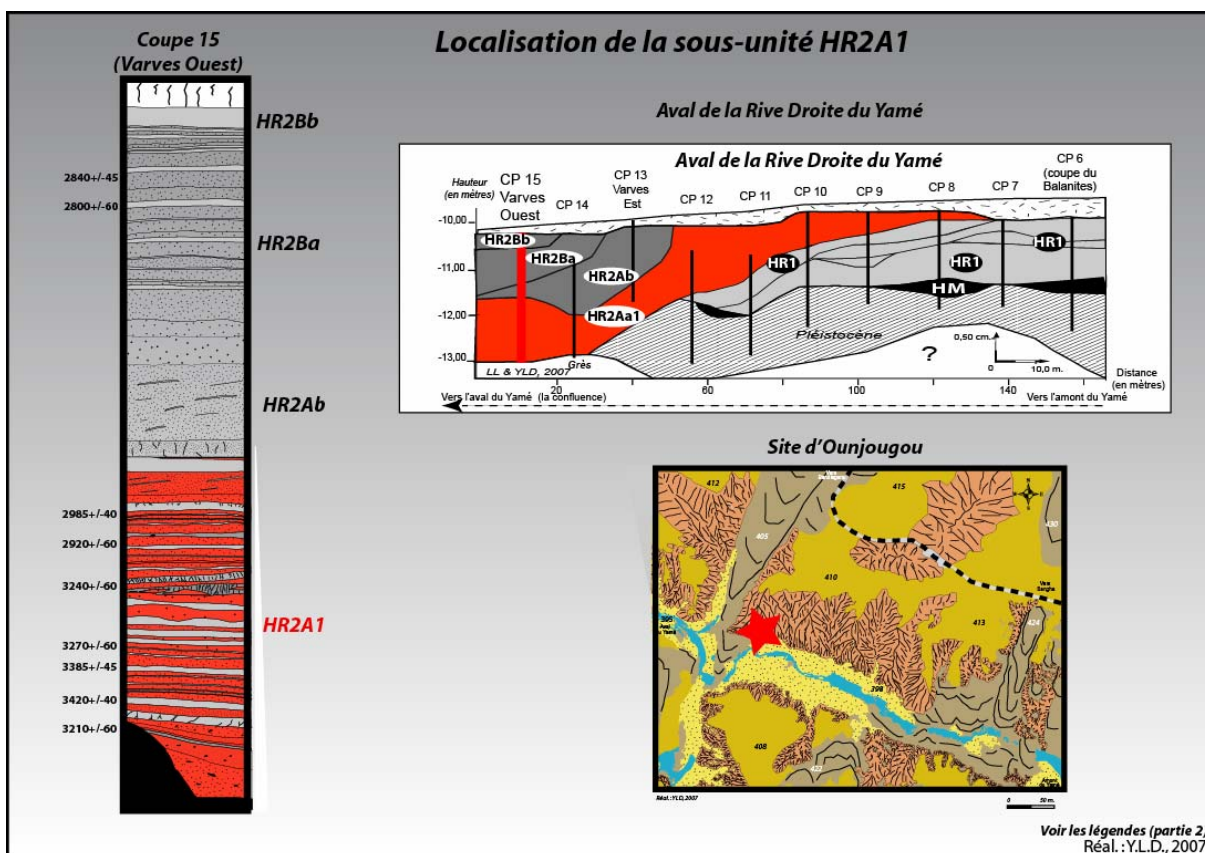 Coupe 15
(Varves Ouest)
HR2Bb
2840+/-45
2800+/-60
HR2Ba
HR2Ab
2985+/-40
2920+/-60
3240+/-60
HR2A1
3270+/-60
3385+/-45
3420+/-40
3210+/-60
Localisation de la sous-unité HR2A1
Aval de la Rive Droite du Yamé
Aval de la Rive Droite du Yamé
Hauteur
(en mètres)
CP 15
Varves
Ouest
CP 14
CP 13
Varves
Est
CP 12
CP 11
CP 10
CP 9
CP 8
CP 7
CP 6
(coupe du
Balanites)
-10,00
-11,00
-12,00
-13,00
HR2Bb
HR2Ba
HR2Ab
HR2Aa1
HR1
HR1
HR1
HM
Pléistocène
?
0,50 cm.
0
10,0 m.
LL & YLD, 2007
Grès
20
60
100
140
Distance
(en mètres)
Vers l'aval du Yamé (la confluence)
Vers l'amont du Yamé
Site d'Ounjougou
412
415
405
430
410
Vers
Sangha
395
413
424
398
408
422
Réal.:YLD, 2007
0 50 m.
Voir les légendes (partie 2)
Réal. : Y.L.D., 2007